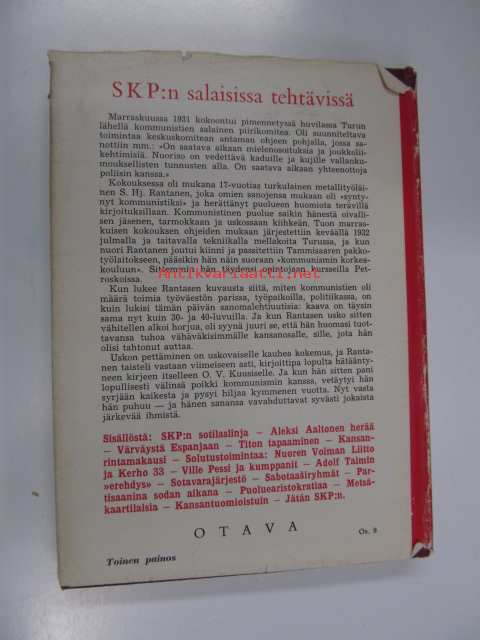 SKP:n salaisissa tehtävissä
Marraskuussa 1931 kokoontui pimennetyssä huvilassa Turun
lähellä kommunistien salainen piirikomitea. Oli suunniteltava
toimintaa keskuskomitean antaman ohjeen pohjalla, jossa sa-
nottiin mm.: »On saatava aikaan mielenosoituksia ja joukkolii-
kehtimisiä. Nuoriso on vedettävä kaduille ja kujille vallanku-
mouksellisten tunnusten alla. On saatava aikaan yhteenottoja
poliisin kanssa.»
Kokouksessa oli mukana 17-vuotias turkulainen metallityöläi-
nen S. Hj. Rantanen, joka omien sanojensa mukaan oli »synty-
nyt kommunistiksi» ja herättänyt puolueen huomiota terävillä
kirjoituksillaan. Kommunistinen puolue saikin hänestä oivalli-
sen jäsenen, tarmokkaan ja uskossaan kiihkeän. Tuon marras-
kuisen kokouksen ohjeiden mukaan järjestettiin keväällä 1932
julmalla ja taitavalla tekniikalla mellakoita Turussa, ja kun
nuori Rantanen joutui kiinni ja passitettiin Tammisaaren pakko-
työlaitokseen, pääsikin hän näin suoraan »kommunismin korkea-
kouluun». Sittemmin hän täydensi opintojaan kursseilla Pet-
roskoissa.
Kun lukee Rantasen kuvausta siitä, miten kommunistien oli
määrä toimia työväestön parissa, työpaikoilla, politiikassa, on
kuin lukisi tämän päivän sanomalehtiuutisia: kaava on täysin
sama nyt kuin 30- ja 40-luvuilla. Ja kun Rantasen usko sitten
vähitellen alkoi horjua, oli syynä juuri se, että hän huomasi tuot-
tavansa tuhoa vähäväkisimmälle kansanosalle, sille, jota hän
olisi tahtonut auttaa.
Uskon pettäminen on uskovaiselle kauhea kokemus, ja Ranta-
nen taisteli vastaan viimeiseen asti, kirjoittipa lopulta hätäänty-
neen kirjeen itselleen O. V. Kuusiselle. Ja kun hän sitten pani
lopullisesti välinsä poikki kommunismin kanssa, vetäytyi hän
syrjään kaikesta ja pysyi hiljaa kymmenen vuotta. Nyt vasta
hän puhuu — ja hänen sanansa vavahduttavat syvästi jokaista
järkevää ihmistä.
Sisällöstä: SKP:n sotilaslinja — Aleksi Aaltonen herää
— Värväystä Espanjaan — Titon tapaaminen — Kansan-
rintamakausi — Solutustoimintaa: Nuoren Voiman Liitto
ja Kerho 33 — Ville Pessi ja kumppanit — Adolf Taimin
»erehdys» — Sotavarajärjestö — Sabotaasiryhmät — Par-
tisaanina sodan aikana — Puoluearistokratiaa — Metsä-
kaartilaisia — Kansantuomioistuin — Jätän SKP:n.
OTAVA
Ov. 8
Toinen painos
Antikvariaatti.net